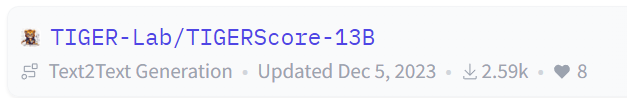 TIGER-Lab/TIGERScore-13B
Text2Text Generation • Updated Dec 5, 2023 • 2.59k • 8